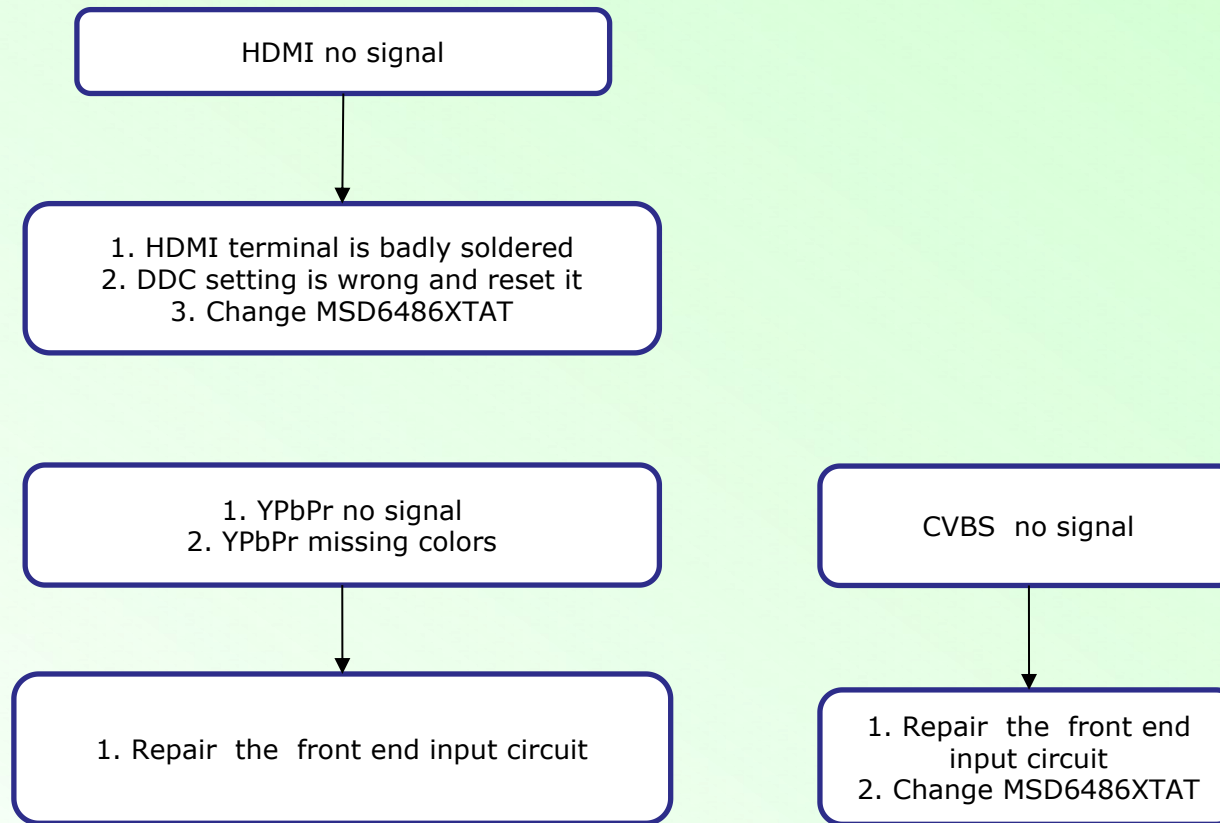 HDMI no signal
1. HDMI terminal is badly soldered
2. DDC setting is wrong and reset it
3. Change MSD6486XTAT
1. YPbPr no signal
2. YPbPr missing colors
CVBS  no signal
1. Repair  the  front end input circuit
1. Repair  the  front end
input circuit
2. Change MSD6486XTAT